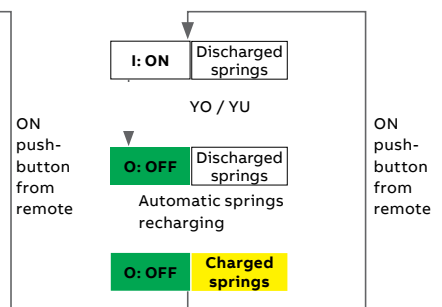 I: ON
Discharged
springs
YO / YU
ON
push-
button
from
remote
O: OFF
Discharged
springs
Automatic springs
recharging
O: OFF
Charged
springs
ON
push-
button
from
remote